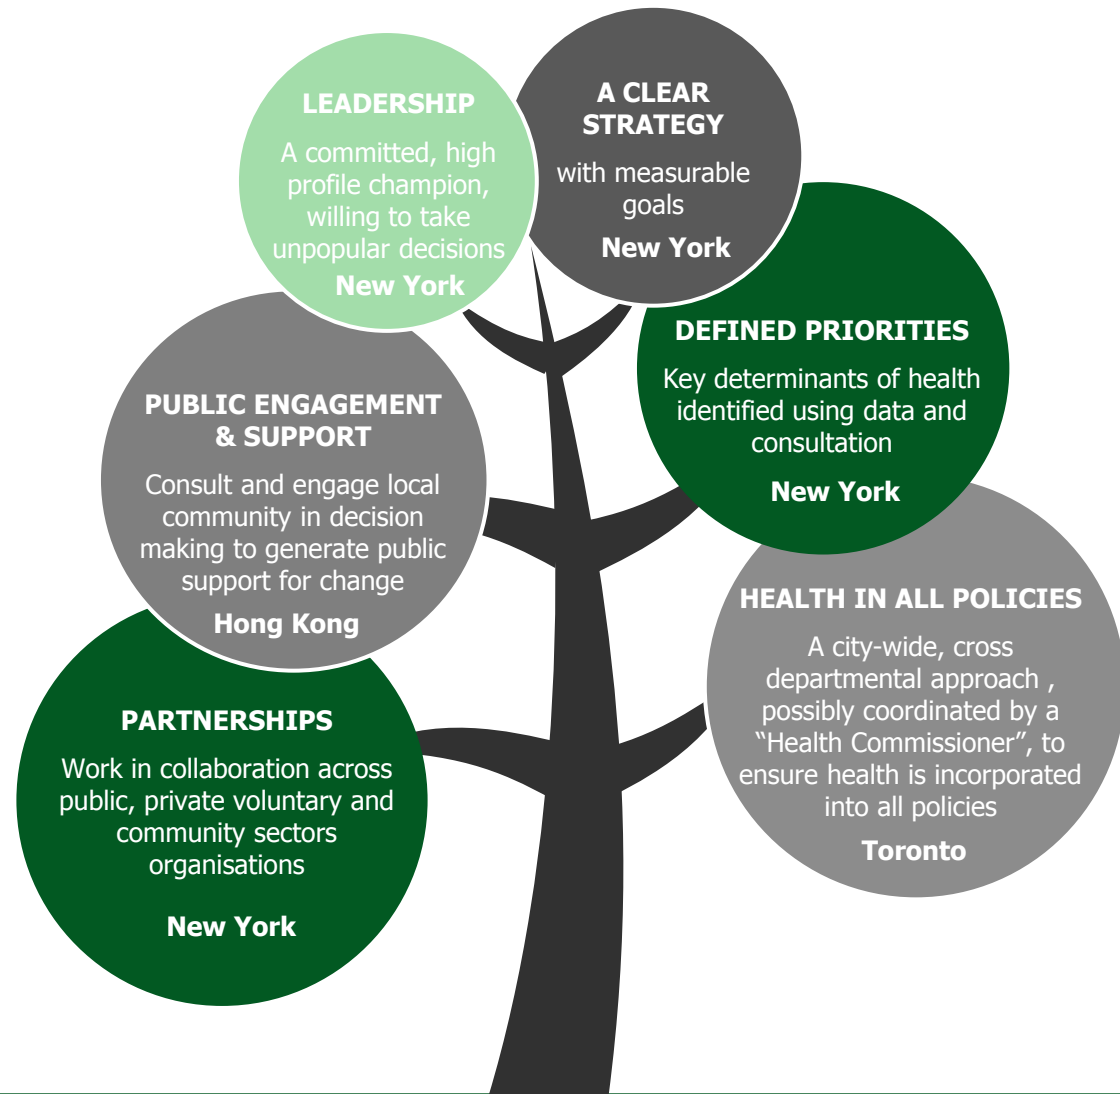 LEADERSHIP
A committed, high
profile champion,
willing to take
unpopular decisions
New York
A CLEAR
STRATEGY
with measurable
goals
New York
DEFINED PRIORITIES
Key determinants of health
identified using data and
consultation
New York
PUBLIC ENGAGEMENT
& SUPPORT
Consult and engage local
community in decision
making to generate public
support for change
Hong Kong
HEALTH IN ALL POLICIES
A city-wide, cross
departmental approach ,
possibly coordinated by a
“Health Commissioner”, to
ensure health is incorporated
into all policies
Toronto
PARTNERSHIPS
Work in collaboration across
public, private voluntary and
community sectors
organisations
New York